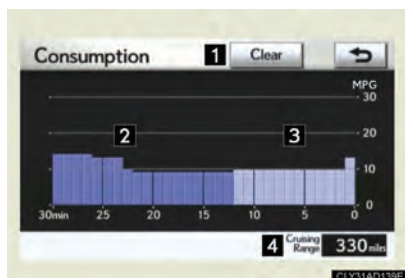 Consumption 1 Clear
MPG
30
20
2 3
10
30min 25 20 15 10 5 0
0
4 Cruising Range 330 miles
CLY31AD139E